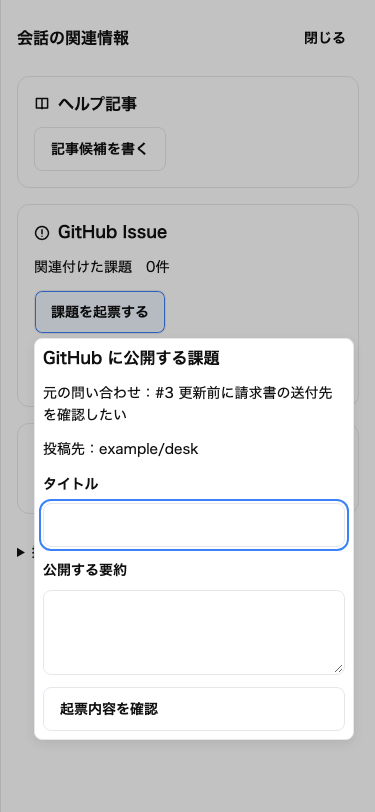 会話の関連情報
閉じる
ヘルプ記事
記事候補を書く
GitHub Issue
関連付けた課題　0件
課題を起票する
GitHub に公開する課題
元の問い合わせ：#3 更新前に請求書の送付先
を確認したい
投稿先：example/desk
タイトル
公開する要約
起票内容を確認